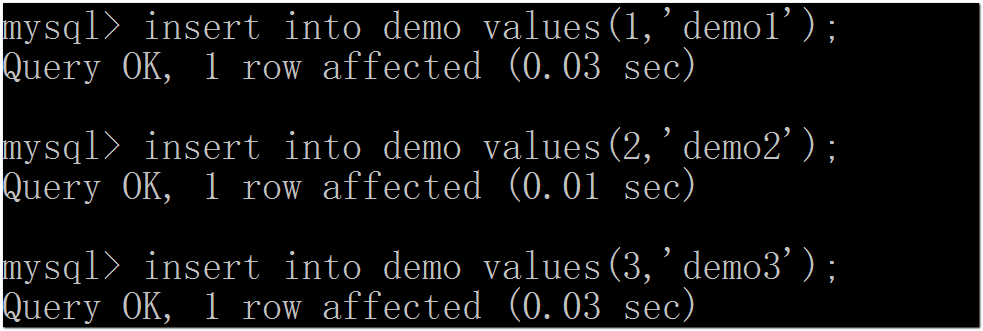 mysql> insert into demo values(1,'demo1');
Query OK, 1 row affected (0.03 sec)
mysql> insert into demo values(2,'demo2');
Query OK, 1 row affected (0.01 sec)
mysql> insert into demo values(3,'demo3');
Query OK, 1 row affected (0.03 sec)